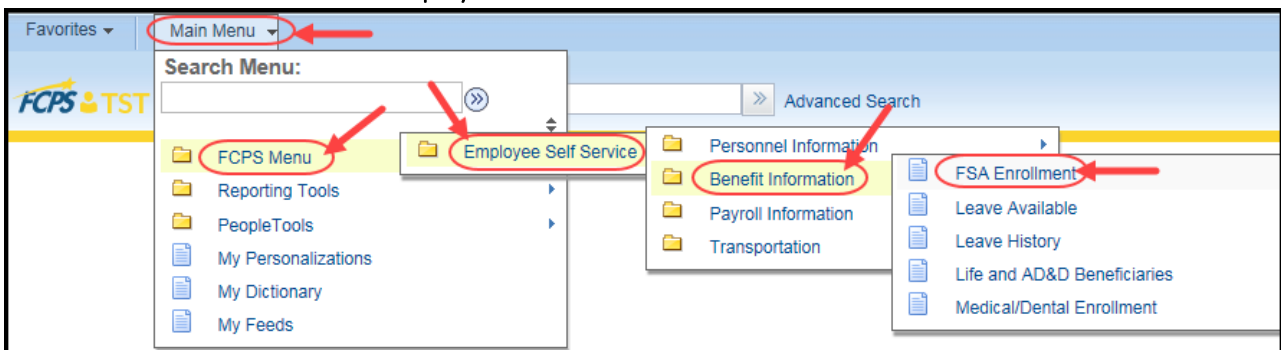 Favorites Main Menu
Search Menu:
FCPS TST
Advanced Search
FCPS Menu
Reporting Tools
PeopleTools
My Personalizations
My Dictionary
My Feeds
Employee Self Service
Personnel Information
Benefit Information
Payroll Information
Transportation
FSA Enrollment
Leave Available
Leave History
Life and AD&D Beneficiaries
Medical/Dental Enrollment